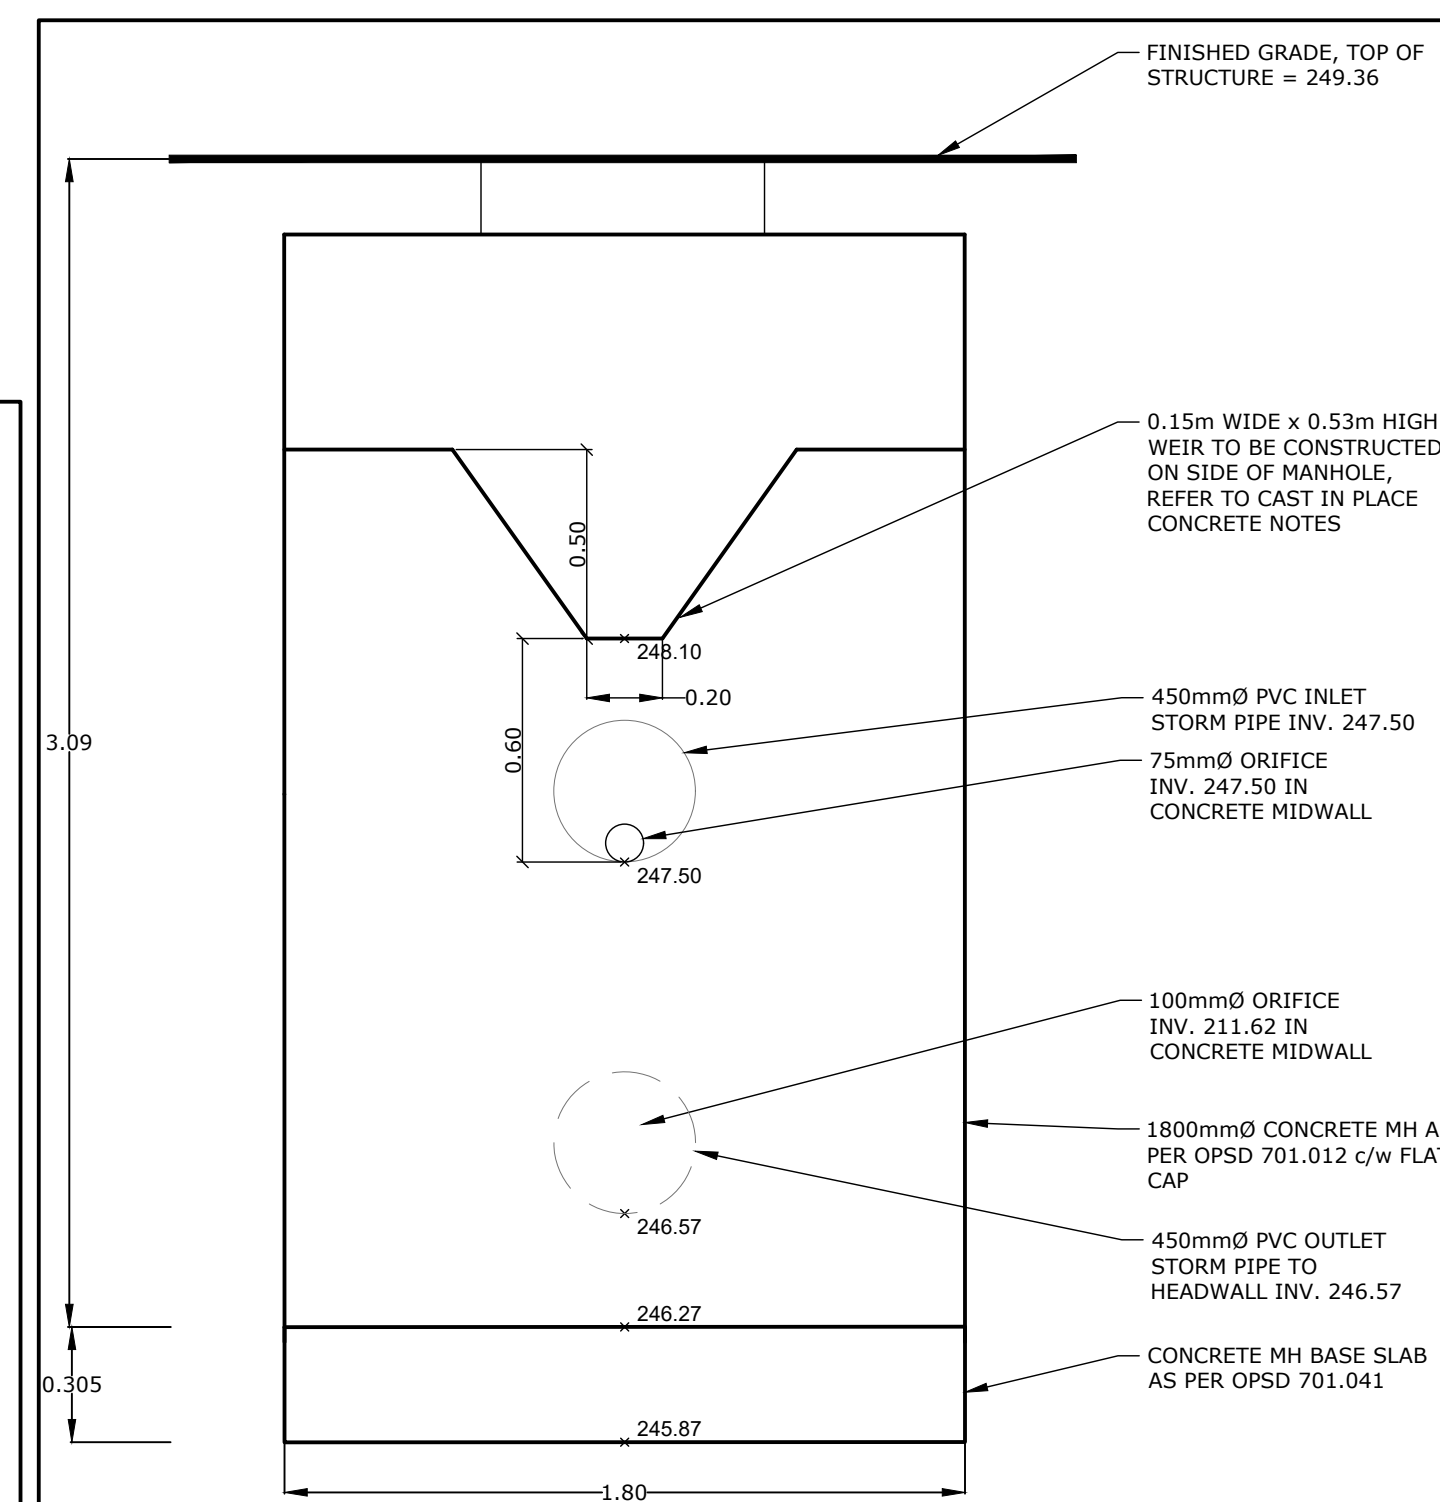 FINISHED GRADE, TOP OF
STRUCTURE = 249.36
0.15m WIDE x 0.53m HIGH
WEIR TO BE CONSTRUCTED
ON SIDE OF MANHOLE,
REFER TO CAST IN PLACE
CONCRETE NOTES
0.50
248.10
0.20
0.60
3.09
450mmØ PVC INLET
STORM PIPE INV. 247.50
75mmØ ORIFICE
INV. 247.50 IN
CONCRETE MIDWALL
247.50
100mmØ ORIFICE
INV. 211.62 IN
CONCRETE MIDWALL
1800mmØ CONCRETE MH
PER OPSD 701.012 c/w FLAT
CAP
246.57
450mmØ PVC OUTLET
STORM PIPE TO
HEADWALL INV. 246.57
246.27
CONCRETE MH BASE SLAB
AS PER OPSD 701.041
0.305
245.87
1.80